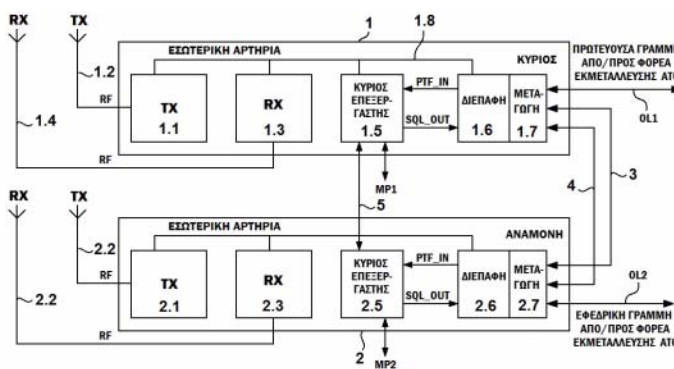 RX TX
1
1.8
ΕΣΩΤΕΡΙΚΗ ΑΡΤΗΡΙΑ
ΚΥΡΙΟΣ
ΠΡΩΤΕΥΟΥΣΑ ΓΡΑΜΜΗ
ΑΠΟ/ΠΡΟΣ ΦΟΡΕΑ
ΕΚΜΕΤΑΛΛΕΥΣΗΣ ATC
1.2
1.4
RF
TX
1.1
RX
1.3
ΚΥΡΙΟΣ
ΕΠΕΞΕΡ-
ΓΑΣΤΗΣ
1.5
PTF_IN
SQL_OUT
ΔΙΕΠΑΦΗ
1.6
ΜΕΤΑ-
ΓΩΓΗ
1.7
OL1
RF
MP1
5
4
3
RX TX
ΕΣΩΤΕΡΙΚΗ ΑΡΤΗΡΙΑ
ΑΝΑΜΟΝΗ
2.2
2.2
RF
TX
2.1
RX
2.3
ΚΥΡΙΟΣ
ΕΠΕΞΕΡ-
ΓΑΣΤΗΣ
2.5
PTF_IN
SQL_OUT
ΔΙΕΠΑΦΗ
2.6
ΜΕΤΑ-
ΓΩΓΗ
2.7
OL2
RF
2
MP2
ΕΦΕΔΡΙΚΗ ΓΡΑΜΜΗ
ΑΠΟ/ΠΡΟΣ ΦΟΡΕΑ
ΕΚΜΕΤΑΛΛΕΥΣΗΣ ATC